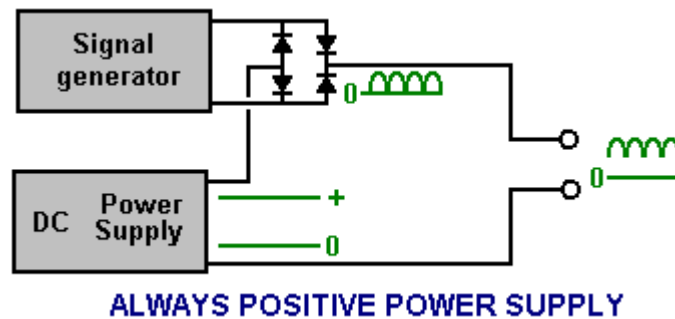 Signal
generator
0
0
DC Power
Supply
+
0
ALWAYS POSITIVE POWER SUPPLY